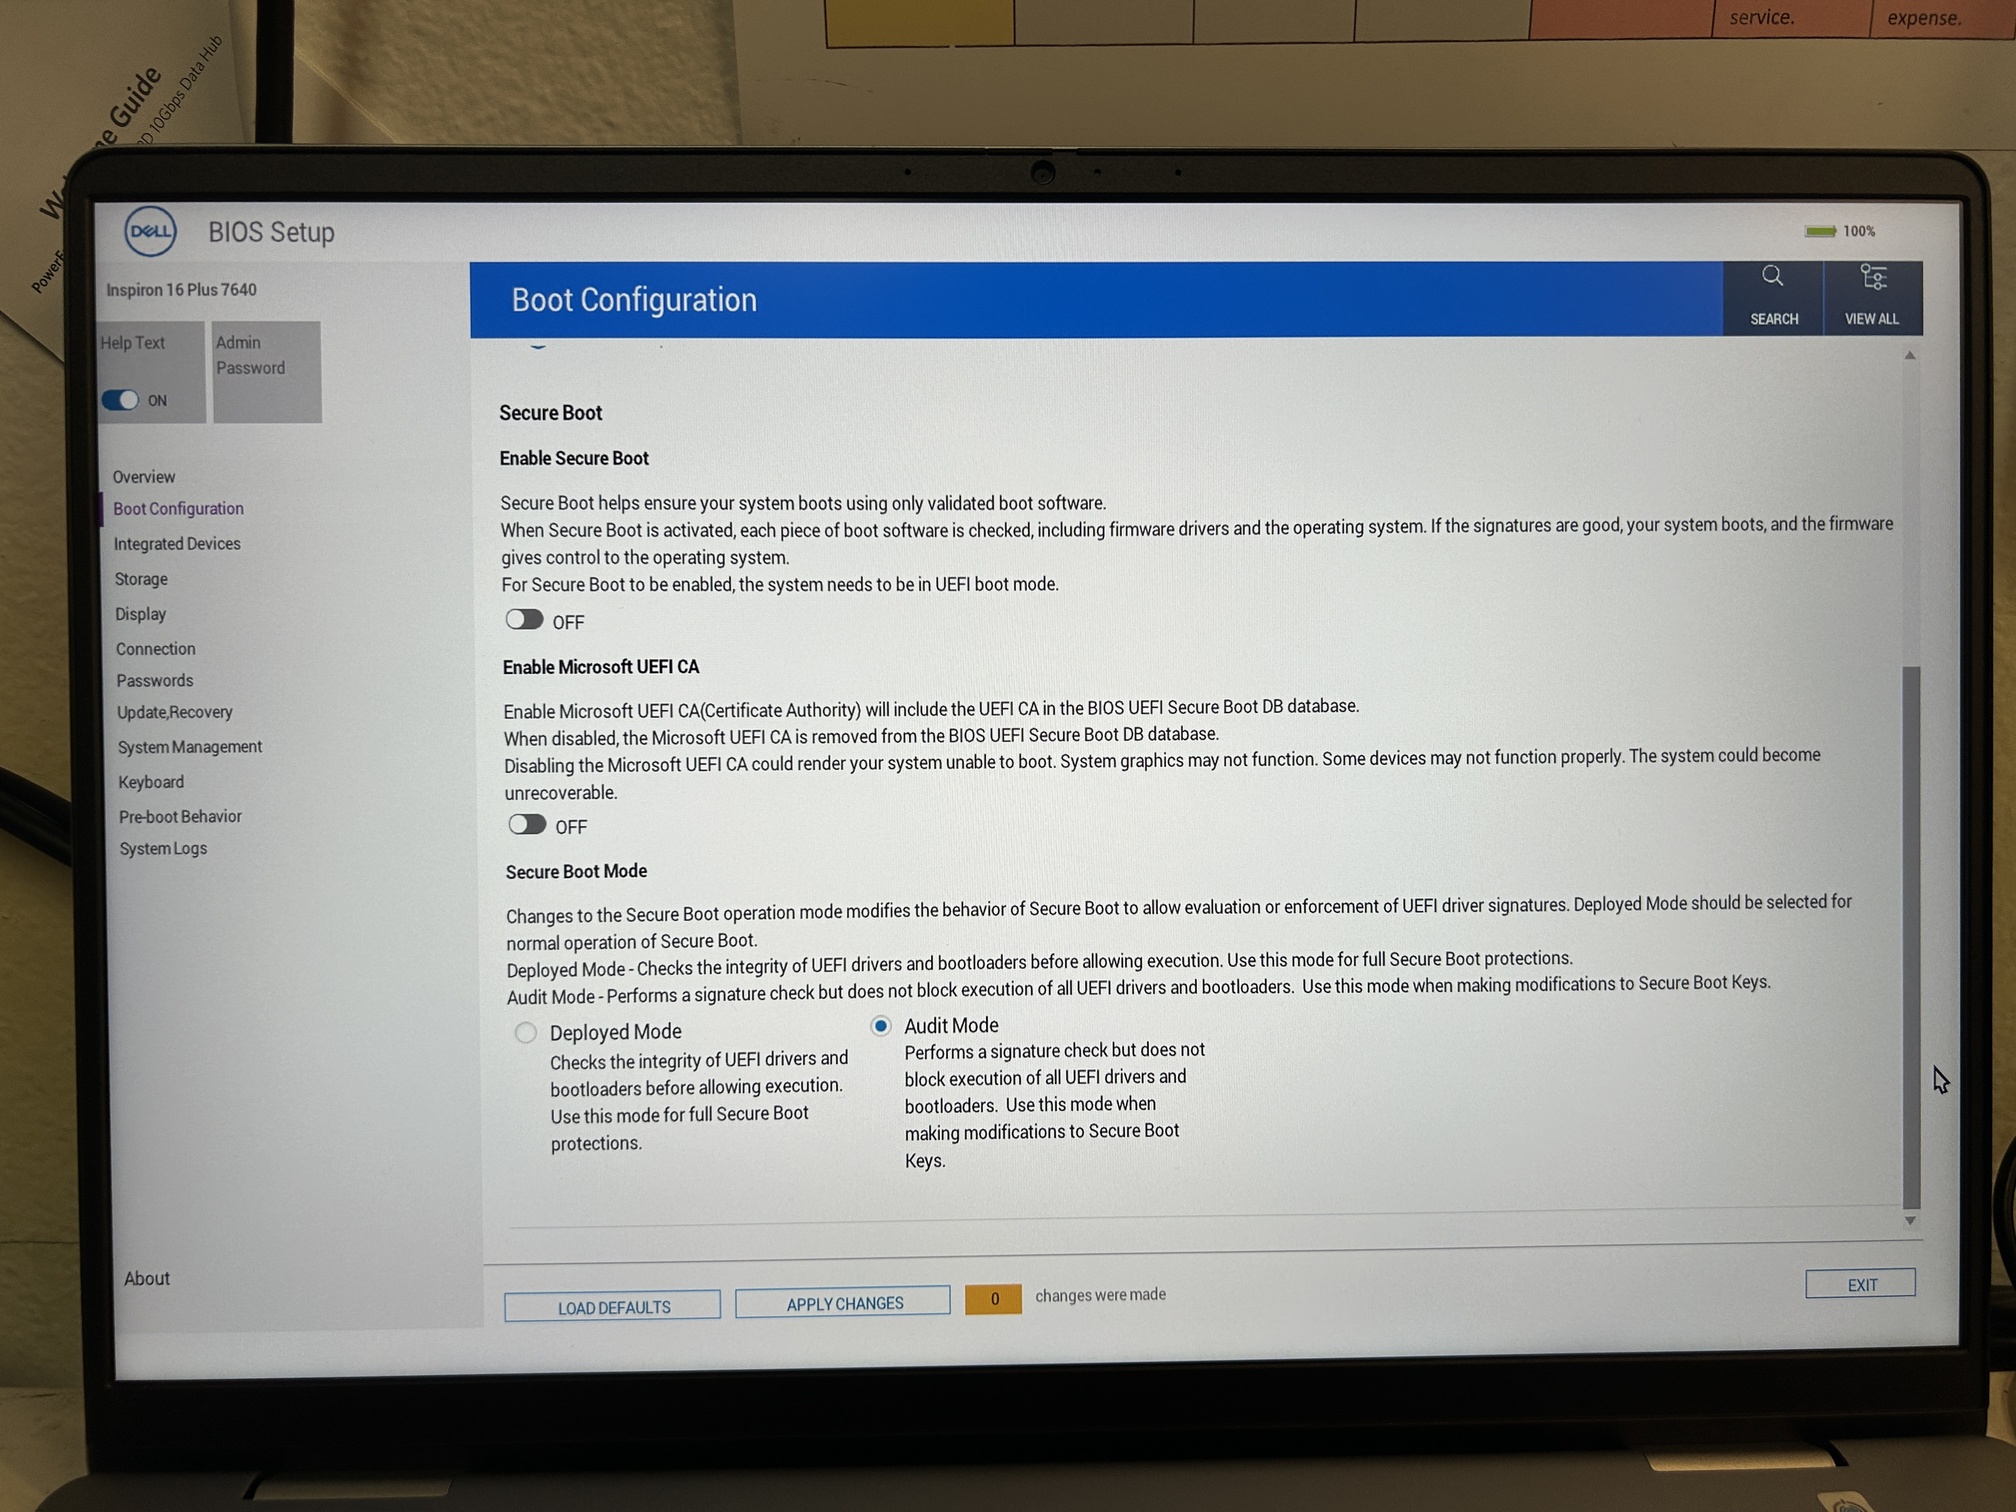 service.
expense.
e Guide
10Gbps Data Hub
DELL
BIOS Setup
100%
Inspiron 16 Plus 7640
Help Text
ON
Admin
Password
Boot Configuration
SEARCH
VIEW ALL
Overview
Boot Configuration
Integrated Devices
Storage
Display
Connection
Passwords
Update,Recovery
System Management
Keyboard
Pre-boot Behavior
System Logs
About
Secure Boot
Enable Secure Boot
Secure Boot helps ensure your system boots using only validated boot software.
When Secure Boot is activated, each piece of boot software is checked, including firmware drivers and the operating system. If the signatures are good, your system boots, and the firmware
gives control to the operating system.
For Secure Boot to be enabled, the system needs to be in UEFI boot mode.
OFF
Enable Microsoft UEFI CA
Enable Microsoft UEFI CA(Certificate Authority) will include the UEFI CA in the BIOS UEFI Secure Boot DB database.
When disabled, the Microsoft UEFI CA is removed from the BIOS UEFI Secure Boot DB database.
Disabling the Microsoft UEFI CA could render your system unable to boot. System graphics may not function. Some devices may not function properly. The system could become
unrecoverable.
OFF
Secure Boot Mode
Changes to the Secure Boot operation mode modifies the behavior of Secure Boot to allow evaluation or enforcement of UEFI driver signatures. Deployed Mode should be selected for
normal operation of Secure Boot.
Deployed Mode - Checks the integrity of UEFI drivers and bootloaders before allowing execution. Use this mode for full Secure Boot protections.
Audit Mode - Performs a signature check but does not block execution of all UEFI drivers and bootloaders. Use this mode when making modifications to Secure Boot Keys.
Deployed Mode
Checks the integrity of UEFI drivers and
bootloaders before allowing execution.
Use this mode for full Secure Boot
protections.
Audit Mode
Performs a signature check but does not
block execution of all UEFI drivers and
bootloaders. Use this mode when
making modifications to Secure Boot
Keys.
LOAD DEFAULTS
APPLY CHANGES
0
changes were made
EXIT